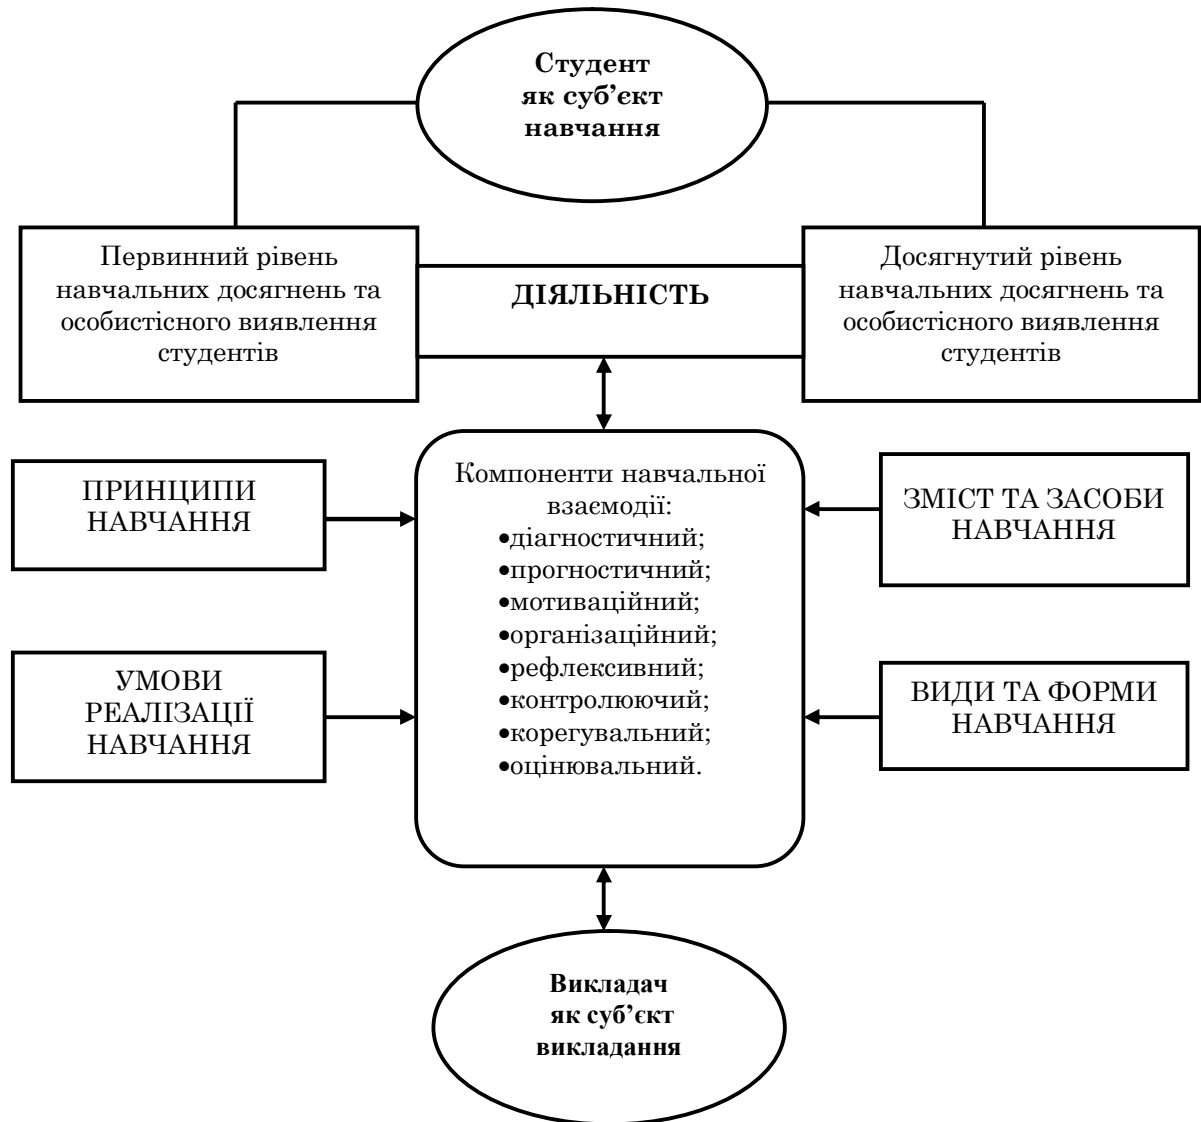 Студент
як суб’єкт
навчання
Первинний рівень
навчальних досягнень та
особистісного виявлення
студентів
ДІЯЛЬНІСТЬ
Досягнутий рівень
навчальних досягнень та
особистісного виявлення
студентів
ПРИНЦИПИ
НАВЧАННЯ
УМОВИ
РЕАЛІЗАЦІЇ
НАВЧАННЯ
Компоненти навчальної
взаємодії:
•діагностичний;
•прогностичний;
•мотиваційний;
•організаційний;
•рефлексивний;
•контролюючий;
•корегувальний;
•оцінювальний.
ЗМІСТ ТА ЗАСОБИ
НАВЧАННЯ
ВИДИ ТА ФОРМИ
НАВЧАННЯ
Викладач
як суб’єкт
викладання